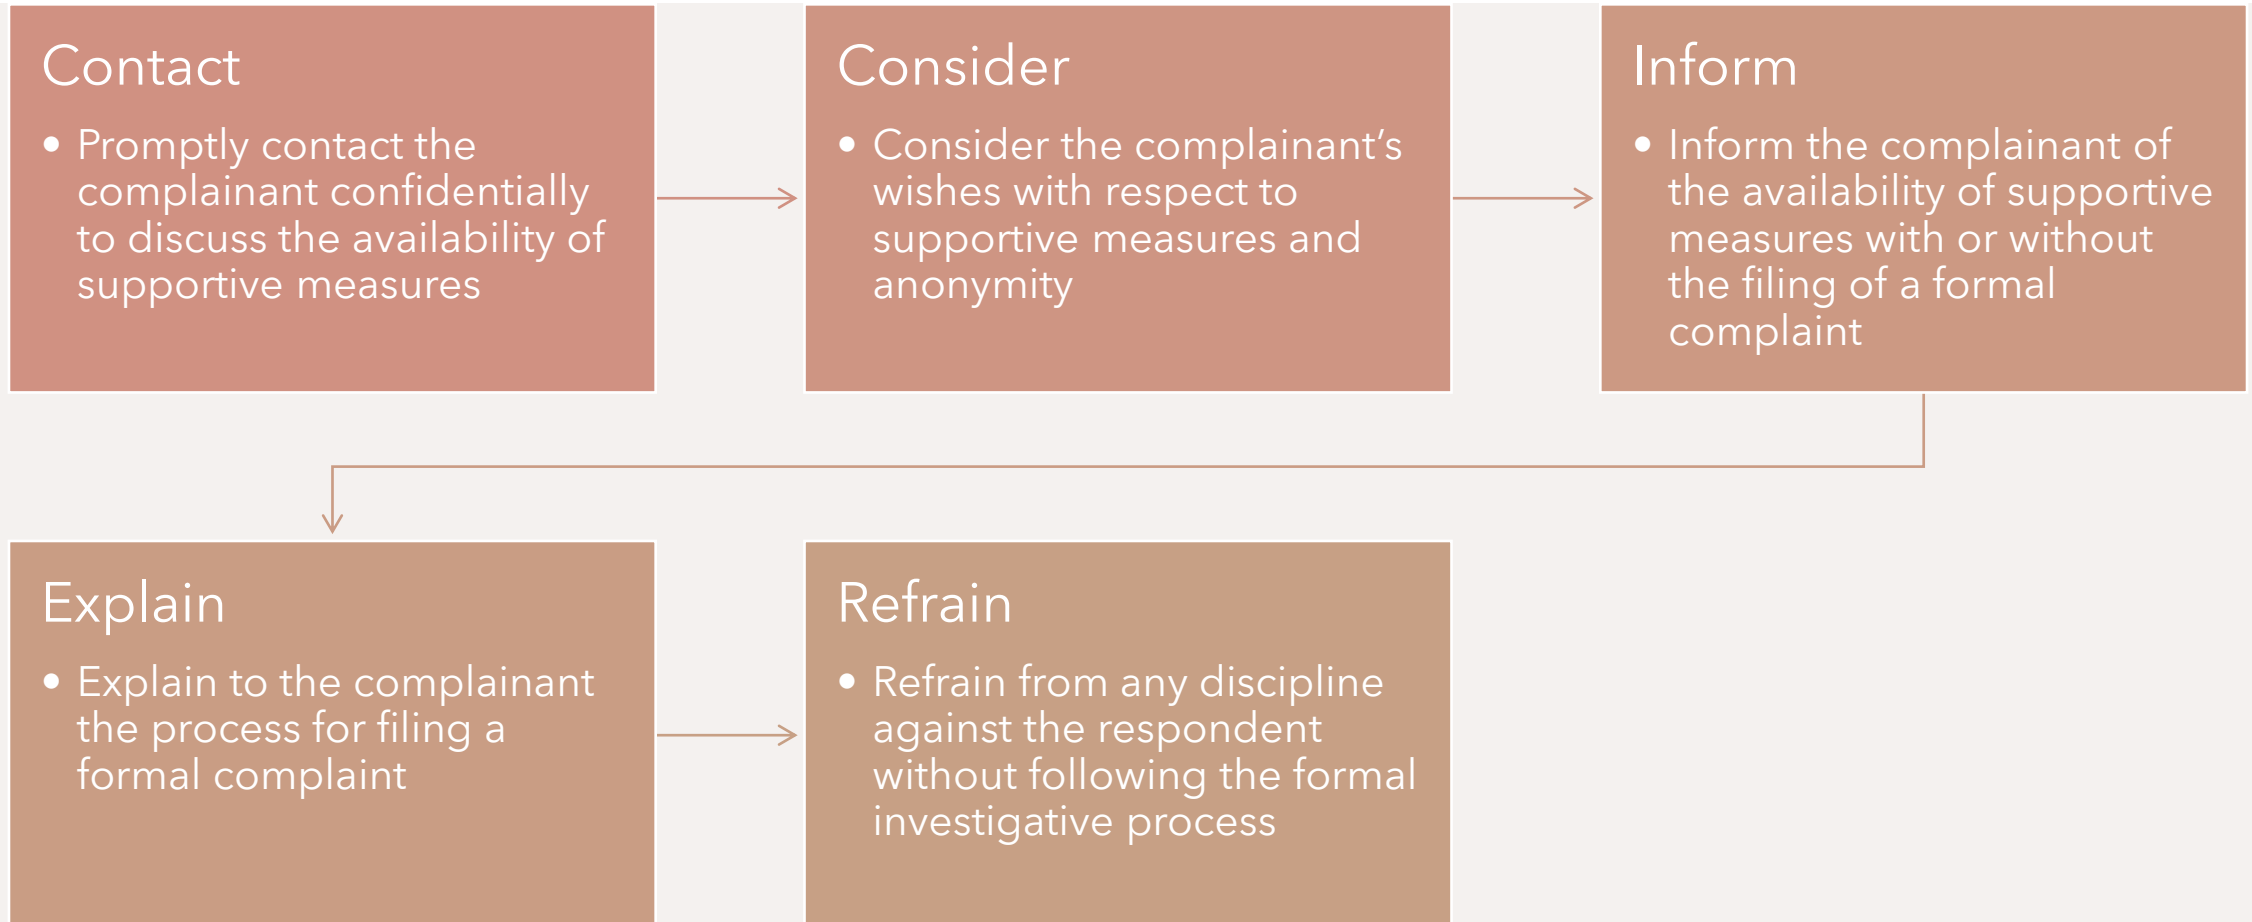 Contact
• Promptly contact the
complainant confidentially
to discuss the availability of
supportive measures
Consider
• Consider the complainant’s
wishes with respect to
supportive measures and
anonymity
Inform
• Inform the complainant of
the availability of supportive
measures with or without
the filing of a formal
complaint
Explain
• Explain to the complainant
the process for filing a
formal complaint
Refrain
• Refrain from any discipline
against the respondent
without following the formal
investigative process